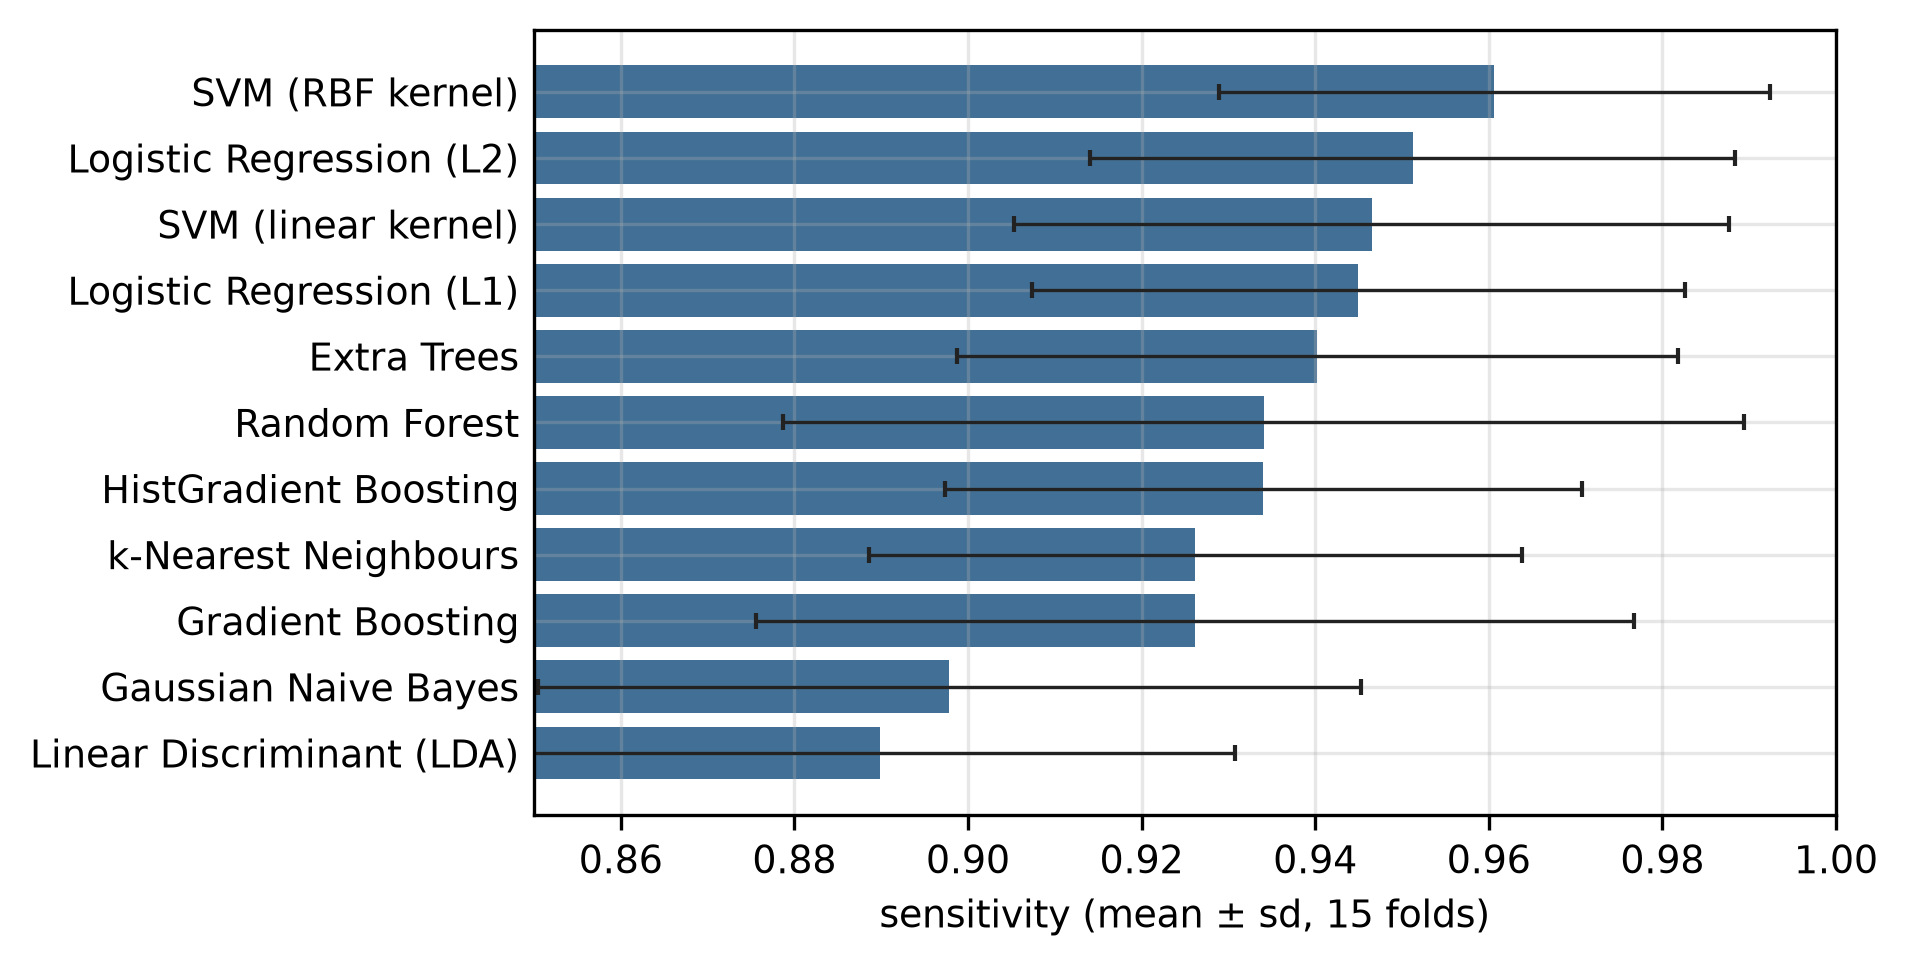 SVM (RBF kernel)
Logistic Regression (L2)
SVM (linear kernel)
Logistic Regression (L1)
Extra Trees
Random Forest
HistGradient Boosting
k-Nearest Neighbours
Gradient Boosting
Gaussian Naive Bayes
Linear Discriminant (LDA)
0.86 0.88 0.90 0.92 0.94 0.96 0.98 1.00
sensitivity (mean ± sd, 15 folds)